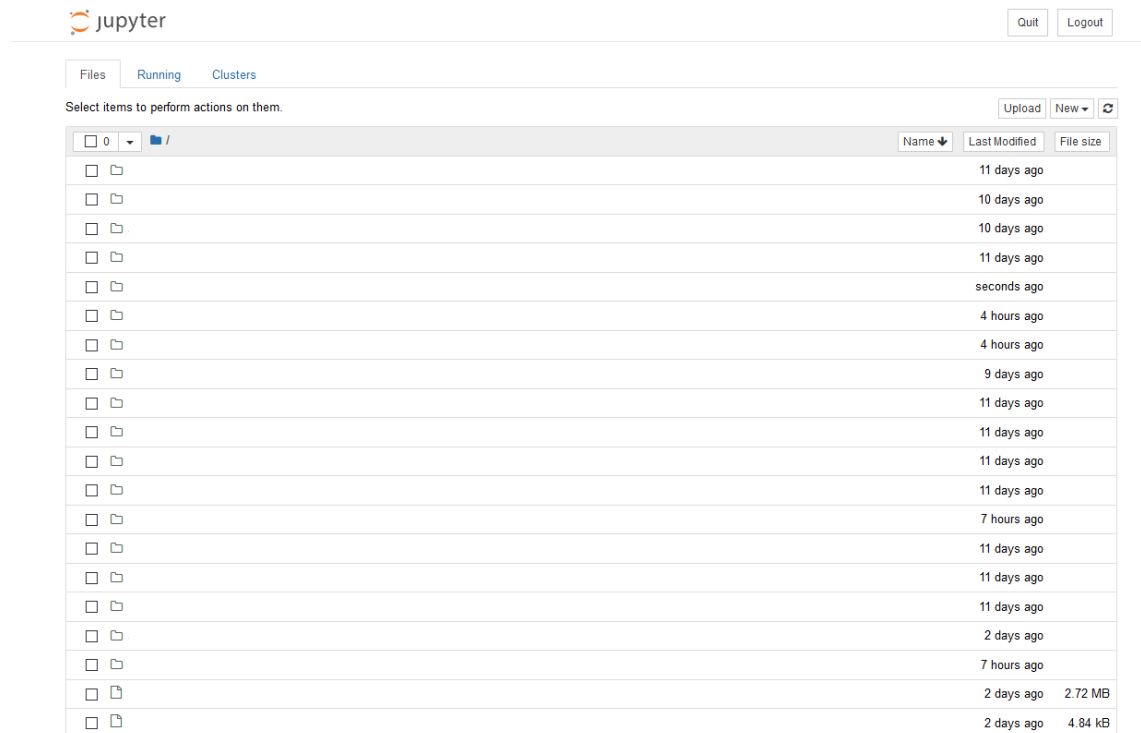 jupyter Quit Logout
Files Running Clusters
Select items to perform actions on them. Upload New
0 / Name Last Modified File size
11 days ago
10 days ago
10 days ago
11 days ago
seconds ago
4 hours ago
4 hours ago
9 days ago
11 days ago
11 days ago
11 days ago
11 days ago
7 hours ago
11 days ago
11 days ago
11 days ago
2 days ago
7 hours ago
2 days ago 2.72 MB
2 days ago 4.84 kB